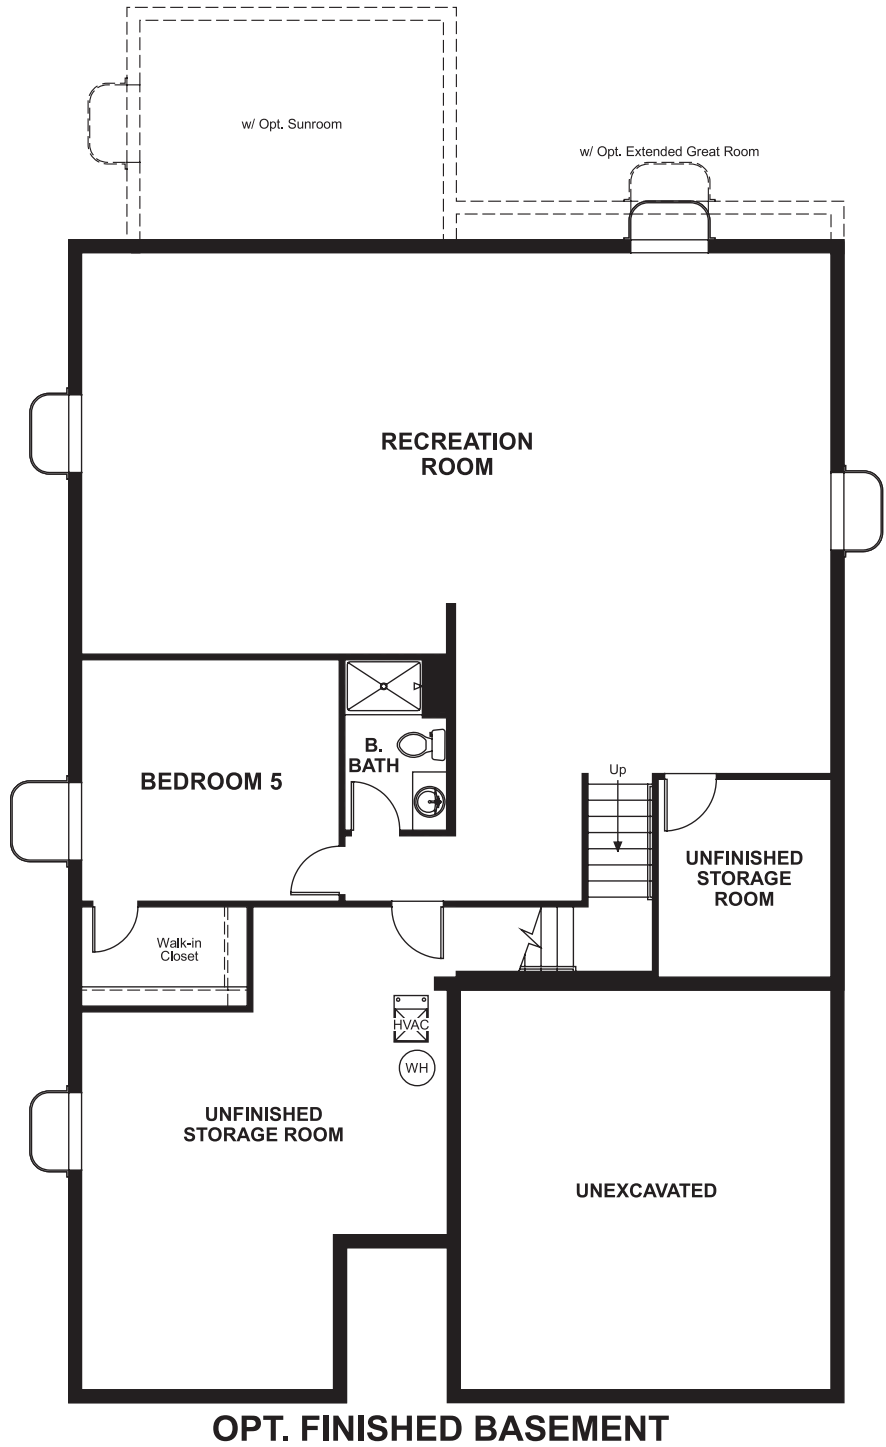 w/ Opt. Sunroom
w/ Opt. Extended Great Room
RECREATION
ROOM
B.
BATH
BEDROOM 5
Up
UNFINISHED
STORAGE
ROOM
Walk-in
Closet
HVAC
WH
UNFINISHED
STORAGE ROOM
UNEXCAVATED
OPT. FINISHED BASEMENT